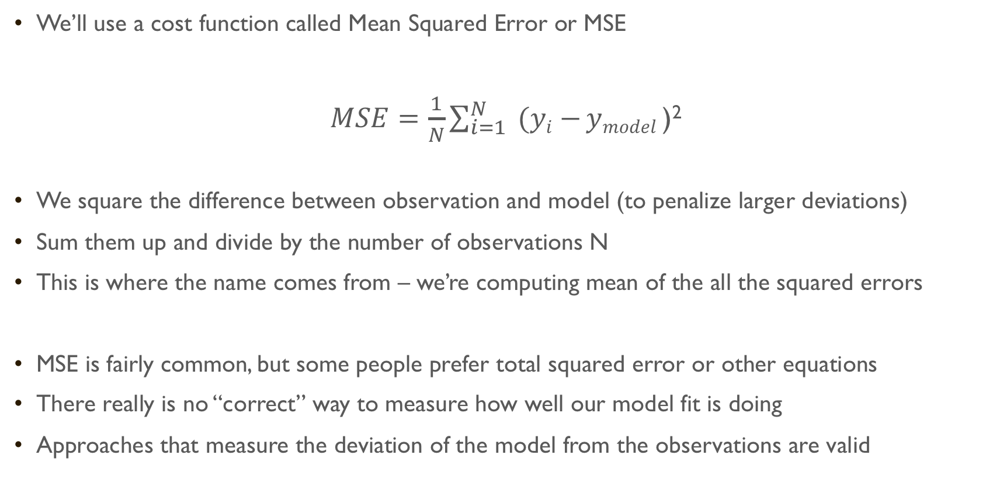 • We’ll use a cost function called Mean Squared Error or MSE
MSE = \frac{1}{N} \sum_{i=1}^{N} (y_i − y_{model})^2
• We square the difference between observation and model (to penalize larger deviations)
• Sum them up and divide by the number of observations N
• This is where the name comes from – we’re computing mean of the all the squared errors
• MSE is fairly common, but some people prefer total squared error or other equations
• There really is no “correct” way to measure how well our model fit is doing
• Approaches that measure the deviation of the model from the observations are valid